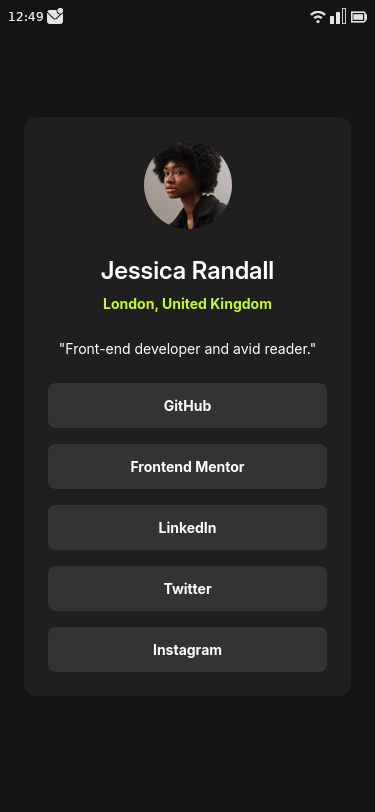 12:49
Jessica Randall
London, United Kingdom
"Front-end developer and avid reader."
GitHub
Frontend Mentor
LinkedIn
Twitter
Instagram